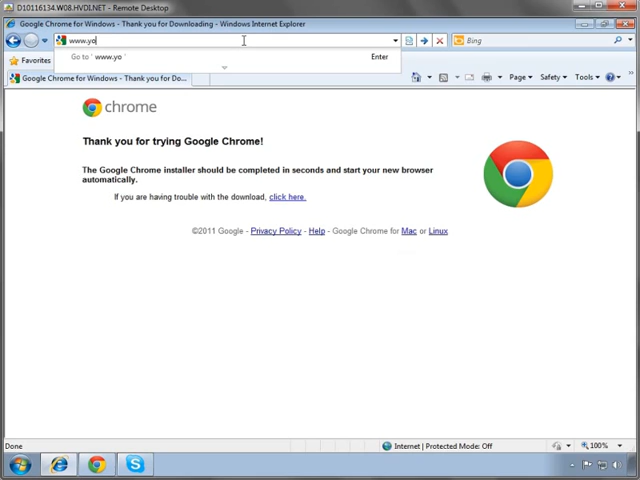 D10116134.W08.HVDI.NET - Remote Desktop
Google Chrome for Windows - Thank you for Downloading - Windows Internet Explorer
www.yo
Bing
Go to ' www.yo '
Enter
Favorites
Google Chrome for Windows - Thank you for Do...
Page
Safety
Tools
chrome
Thank you for trying Google Chrome!
The Google Chrome installer should be completed in seconds and start your new browser
automatically.
If you are having trouble with the download, click here.
©2011 Google - Privacy Policy - Help - Google Chrome for Mac or Linux
Done
Internet | Protected Mode: Off
100%